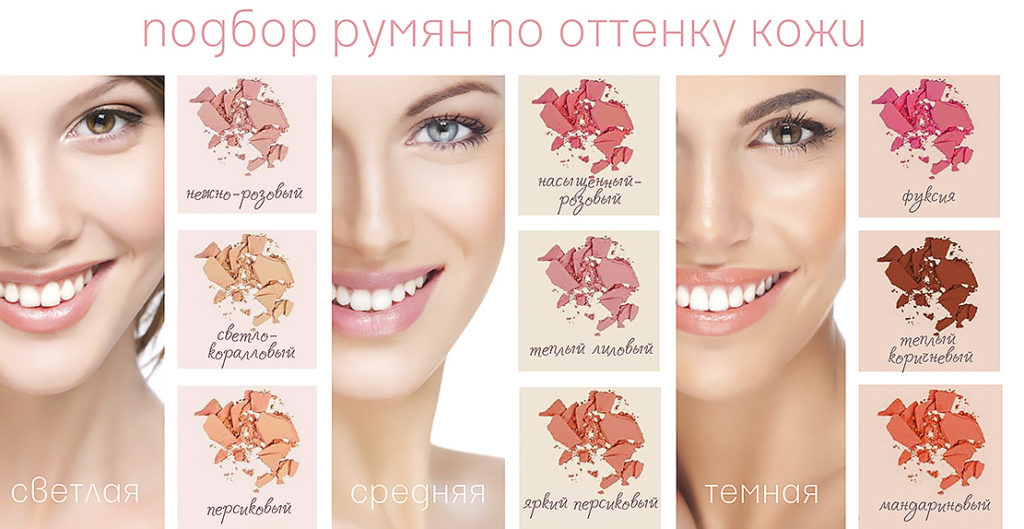 подбор румян по оттенку кожи
нежно-розовый
светло-
коралловый
персиковый
светлая
насыщенный-
розовый
теплый лиловый
яркий персиковый
средняя
фуксия
теплый
коричневый
мандариновый
темная